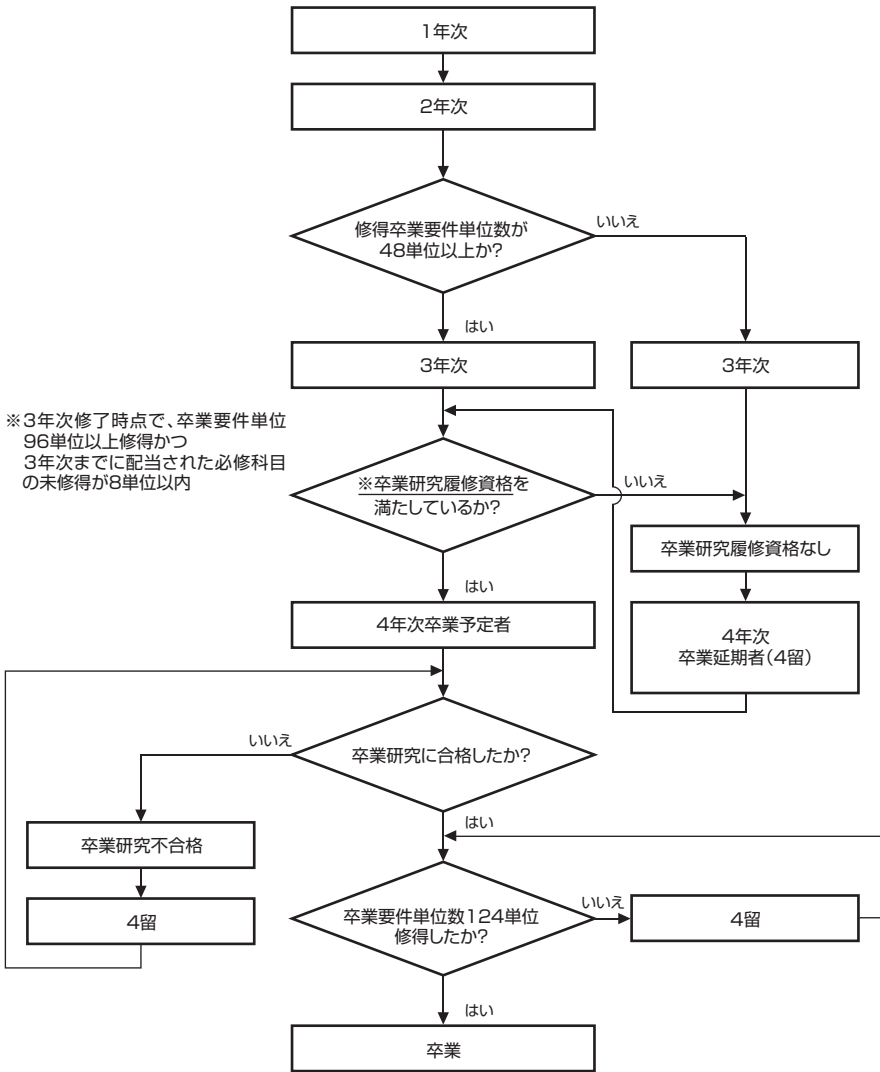 1年次
2年次
修得卒業要件単位数が
48単位以上か?
いいえ
はい
3年次
3年次
※3年次修了時点で、卒業要件単位
96単位以上修得かつ
3年次までに配当された必修科目
の未修得が8単位以内
※卒業研究履修資格を
満たしているか?
いいえ
卒業研究履修資格なし
はい
4年次卒業予定者
4年次
卒業延期者(4留)
いいえ
卒業研究に合格したか?
はい
卒業研究不合格
4留
卒業要件単位数124単位
修得したか?
いいえ
4留
はい
卒業